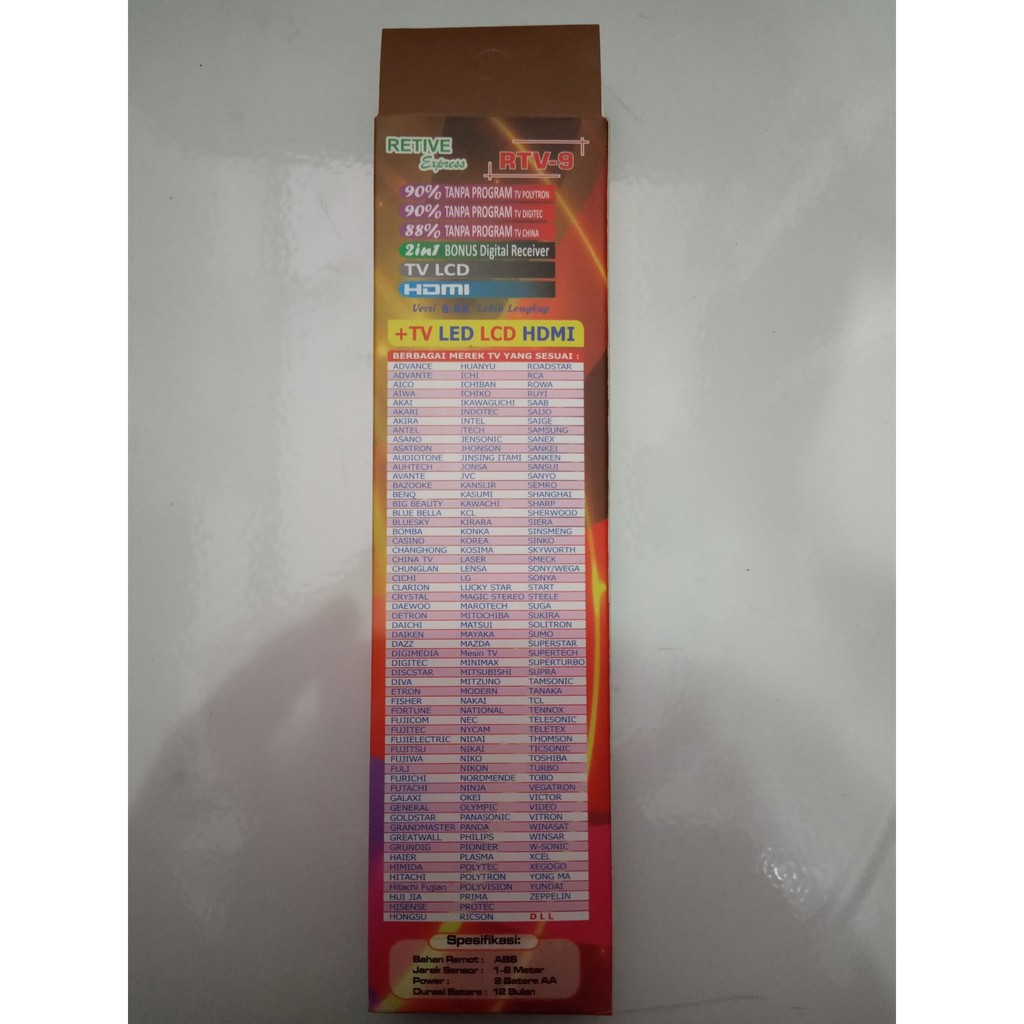 RETIVE
Express
RTV-9
90% TANPA PROGRAM TV POLYTRON
90% TANPA PROGRAM TV DIGITEC
88% TANPA PROGRAM TV CHINA
2in1 BONUS Digital Receiver
TV LCD
HDMI
Versi Lebih Lengkap
+TV LED LCD HDMI
BERBAGAI MEREK TV YANG SESUAI :
ADVANCE HUANYU ROADSTAR
ADVANTE ICHI RCA
AICO ICHIBAN ROWA
AIWA ICHIKO RUYI
AKAI IKAWAGUCHI SAAB
AKARI INDOTEC SAIJO
AKIRA INTEL SAIGE
ANTEL ITECH SAMSUNG
ASANO JENSONIC SANEX
ASATRON JHONSON SANKEI
AUDIOTONE JINSING ITAMI SANKEN
AUHTECH JONSA SANSUI
AVANTE JVC SANYO
BAZOOKE KANSLIR SEMRO
BENQ KASUMI SHANGHAI
BIG BEAUTY KAWACHI SHARP
BLUE BELLA KCL SHERWOOD
BLUESKY KIRARA SIERA
BOMBA KONKA SINSMENG
CASINO KOREA SINKO
CHANGHONG KOSIMA SKYWORTH
CHINA TV LASER SMECK
CHUNGLAN LENSA SONY/WEGA
CICHI LG SONYA
CLARION LUCKY STAR START
CRYSTAL MAGIC STEREO STEELE
DAEWOO MAROTECH SUGA
DETRON MITOCHIBA SUKIRA
DAICHI MATSUI SOLITRON
DAIKEN MAYAKA SUMO
DAZZ MAZDA SUPERSTAR
DIGIMEDIA Mesin TV SUPERTECH
DIGITEC MINIMAX SUPERTURBO
DISCSTAR MITSUBISHI SUPRA
DIVA MITZUNO TAMSONIC
ETRON MODERN TANAKA
FISHER NAKAI TCL
FORTUNE NATIONAL TENNOX
FUJICOM NEC TELESONIC
FUJITEC NYCAM TELETEX
FUJIELECTRIC NIDAI THOMSON
FUJITSU NIKAI TICSONIC
FUJIWA NIKO TOSHIBA
FULI NIKON TURBO
FURICHI NORDMENDE TOBO
FUTACHI NINJA VEGATRON
GALAXI OKEI VICTOR
GENERAL OLYMPIC VIDEO
GOLDSTAR PANASONIC VITRON
GRANDMASTER PANDA WINASAT
GREATWALL PHILIPS WINSAR
GRUNDIG PIONEER W-SONIC
HAIER PLASMA XCEL
HIMIDA POLYTEC XEGOGO
HITACHI POLYTRON YONG MA
Hitachi Fujian POLYVISION YUNDAI
HUI JIA PRIMA ZEPPELIN
HISENSE PROTEC
HONGSU RICSON D L L
Spesifikasi:
Bahan Remot : ABS
Jarak Sensor : 1-8 Meter
Power : 2 Batere AA
Durasi Batere : 12 Bulan